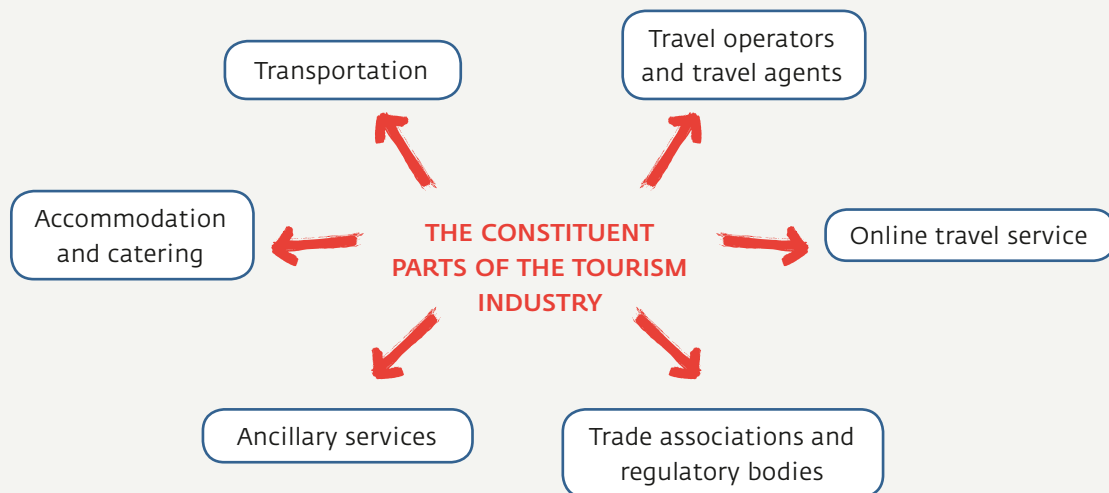 Transportation
Travel operators
and travel agents
Accommodation
and catering
THE CONSTITUENT
PARTS OF THE TOURISM
INDUSTRY
Online travel service
Ancillary services
Trade associations and
regulatory bodies